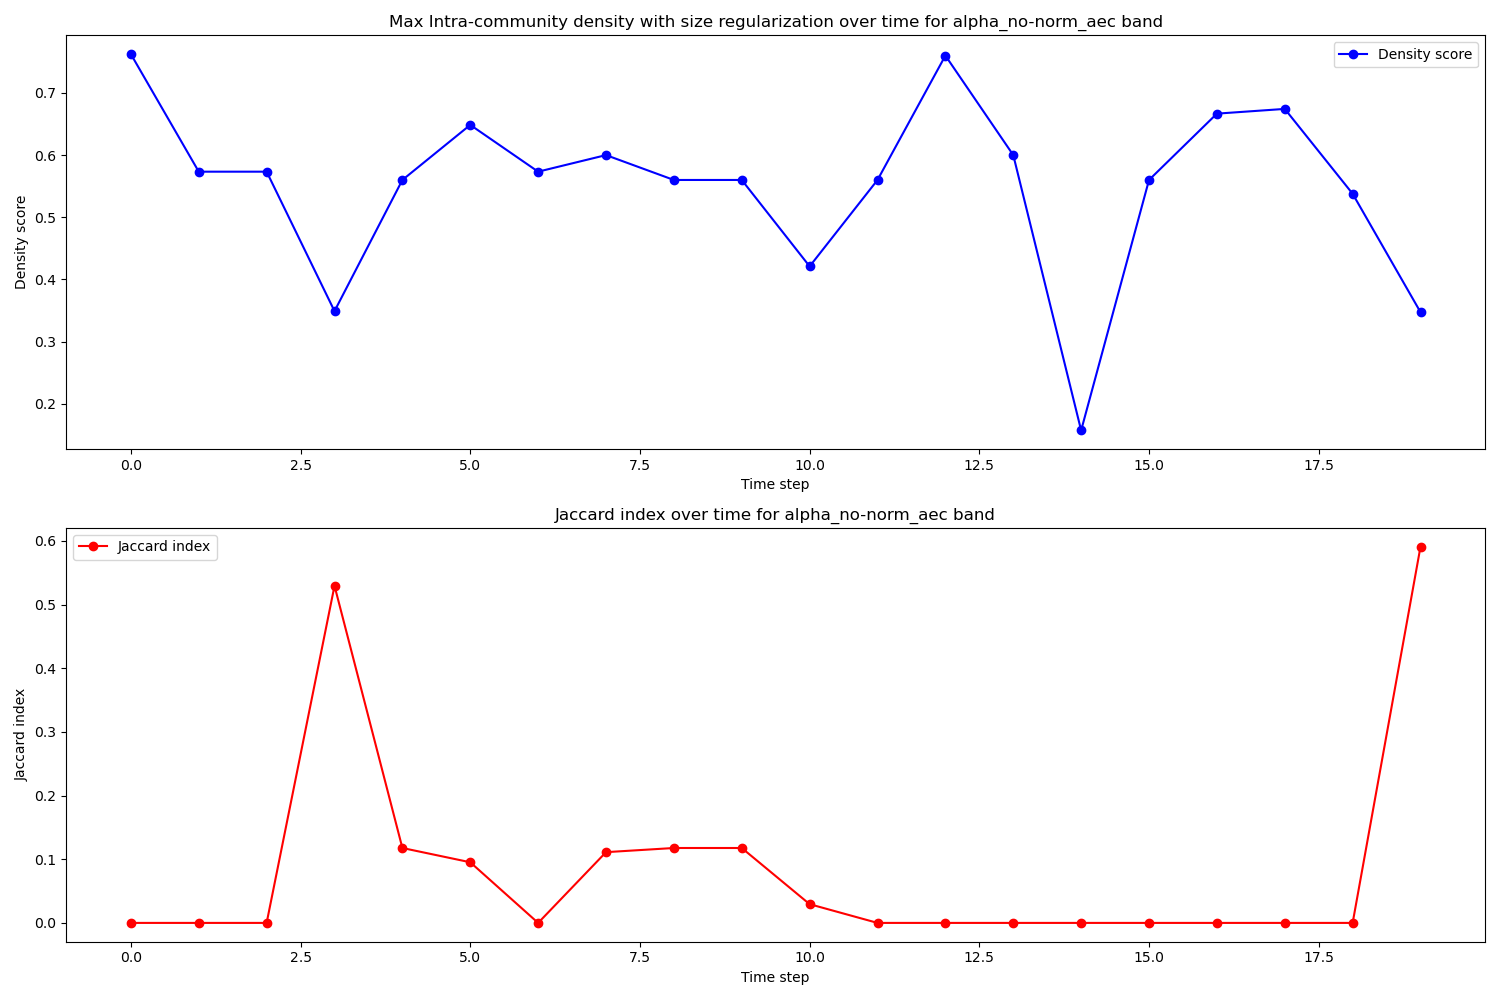 Max Intra-community density with size regularization over time for alpha_no-norm_aec band
Density score
0.7
0.6
0.5
0.4
0.3
0.2
Density score
0.0 2.5 5.0 7.5 10.0 12.5 15.0 17.5
Time step
Jaccard index over time for alpha_no-norm_aec band
Jaccard index
0.6
0.5
0.4
0.3
0.2
0.1
0.0
Jaccard index
0.0 2.5 5.0 7.5 10.0 12.5 15.0 17.5
Time step